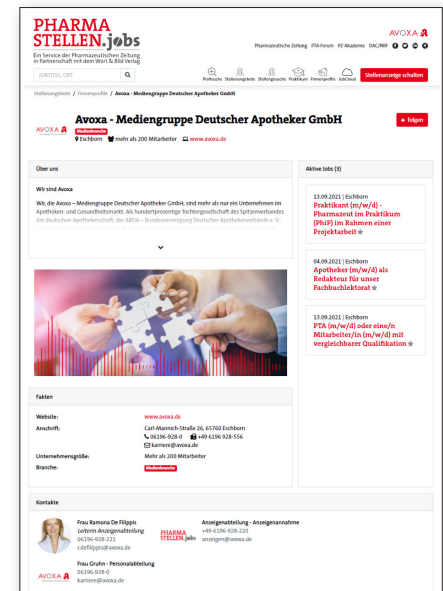 PHARMA
STELLEN.jobs
Ein Service der Pharmazeutischen Zeitung
in Partnerschaft mit dem Wort & Bild Verlag
AVOXA
Pharmazeutische Zeitung PTA-Forum PZ-Akademie DAC/NRF
JOBTITEL, ORT
Profisuche Stellenangebote Stellengesuche Praktikum Firmenprofile JobCloud Stellenanzeige schalten
Stellenangebote / Firmenprofile / Avoxa - Mediengruppe Deutscher Apotheker GmbH
AVOXA
Avoxa - Mediengruppe Deutscher Apotheker GmbH
+ folgen
Medienbranche
Eschborn mehr als 200 Mitarbeiter www.avoxa.de
Über uns
Wir sind Avoxa
Wir, die Avoxa – Mediengruppe Deutscher Apotheker GmbH, sind mehr als nur ein Unternehmen im
Apotheken- und Gesundheitsmarkt. Als hundertprozentige Tochtergesellschaft des Spitzenverbandes
der deutschen Apothekerschaft, der ABDA – Bundesvereinigung Deutscher Apothekerverbände e. V.,
Aktive Jobs (3)
13.09.2021 | Eschborn
Praktikant (m/w/d) -
Pharmazeut im Praktikum
(PhiP) im Rahmen einer
Projektarbeit
04.09.2021 | Eschborn
Apotheker (m/w/d) als
Redakteur für unser
Fachbuchlektorat
13.09.2021 | Eschborn
PTA (m/w/d) oder eine/n
Mitarbeiter/in (m/w/d) mit
vergleichbarer Qualifikation
Fakten
Website: www.avoxa.de
Anschrift: Carl-Mannich-Straße 26, 65760 Eschborn
06196-928-0 +49 6196 928-556
karriere@avoxa.de
Unternehmensgröße: Mehr als 200 Mitarbeiter
Branche: Medienbranche
Kontakte
Frau Ramona De Filippis
Leiterin Anzeigenabteilung
06196-928-221
r.defilippis@avoxa.de
PHARMA
STELLEN.jobs
Anzeigenabteilung - Anzeigenannahme
+49-6196-928-220
anzeigen@avoxa.de
AVOXA
Frau Gruhn - Personalabteilung
06196-928-0
karriere@avoxa.de